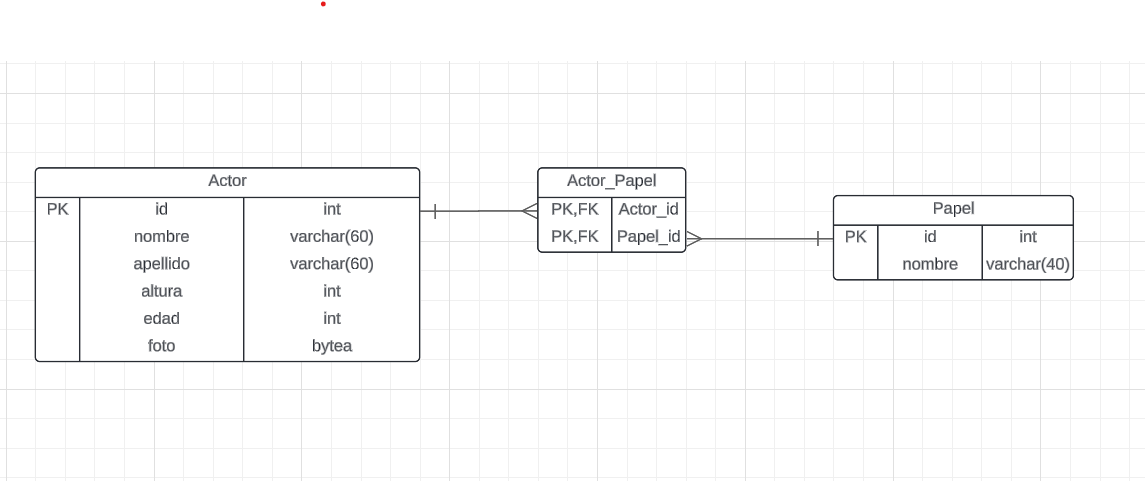 Actor
PK id int
nombre varchar(60)
apellido varchar(60)
altura int
edad int
foto bytea
Actor_Papel
PK,FK Actor_id
PK,FK Papel_id
Papel
PK id int
nombre varchar(40)